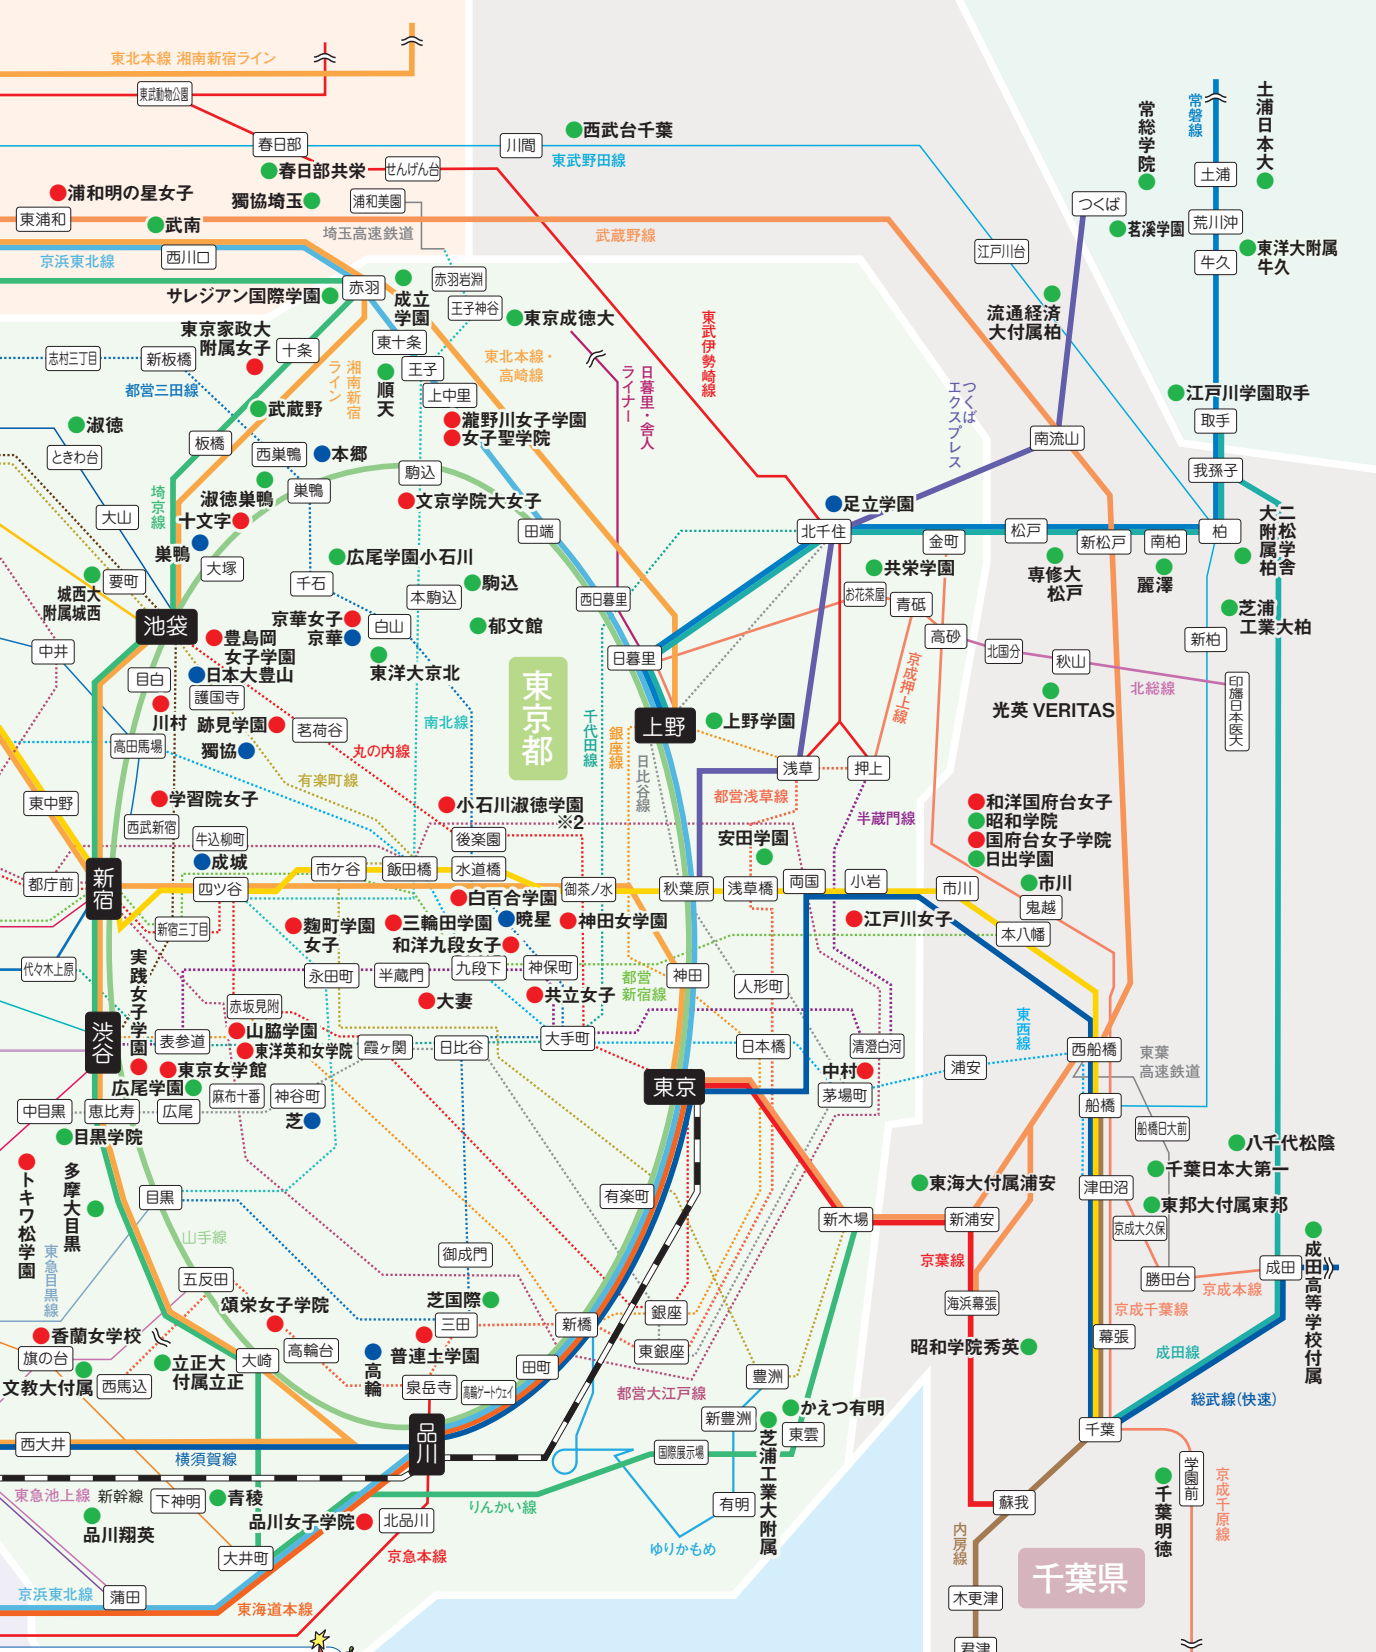 東北本線 湘南新宿ライン
東武動物公園
春日部
春日部共栄
せんげん台
川間
西武台千葉
東武野田線
常総学院
常磐線
土浦日本大
土浦
浦和明の星女子
獨協埼玉
浦和美園
東浦和
武南
埼玉高速鉄道
武蔵野線
つくば
茗溪学園
荒川沖
江戸川台
東洋大附属
牛久
牛久
京浜東北線
西川口
サレジアン国際学園
赤羽
成立
学園
赤羽岩淵
王子神谷
東京成徳大
流通経済
大付属柏
東京家政大
附属女子
十条
東十条
王子
上中里
東北本線・
高崎線
東武伊勢崎線
志村三丁目
新板橋
都営三田線
湘南新宿
ライン
順天
日暮里・舎人
ライナー
つくば
エクスプレス
江戸川学園取手
取手
淑徳
ときわ台
武蔵野
板橋
西巣鴨
本郷
瀧野川女子学園
女子聖学院
南流山
我孫子
埼京線
大山
淑徳巣鴨
巣鴨
十文字
駒込
文京学院大女子
田端
足立学園
北千住
金町
松戸
新松戸
南柏
柏
二松学舎
大附属柏
巣鴨
大塚
広尾学園小石川
千石
本駒込
駒込
西日暮里
共栄学園
専修大
松戸
麗澤
城西大
附属城西
要町
池袋
京華女子
京華
白山
郁文館
お花茶屋
青砥
高砂
芝浦
工業大柏
新柏
中井
豊島岡
女子学園
日本大豊山
目白
護国寺
東洋大京北
日暮里
北国分
秋山
北総線
印旛日本医大
京成押上線
光英 VERITAS
川村
跡見学園
茗荷谷
南北線
東京都
千代田線
上野
上野学園
高田馬場
獨協
丸の内線
有楽町線
銀座線
日比谷線
浅草
押上
東中野
学習院女子
西武新宿
小石川淑徳学園
※2
都営浅草線
半蔵門線
和洋国府台女子
昭和学院
国府台女子学院
日出学園
牛込柳町
後楽園
安田学園
成城
都庁前
新宿
四ツ谷
市ケ谷
飯田橋
水道橋
御茶ノ水
秋葉原
浅草橋
両国
小岩
市川
市川
鬼越
白百合学園
暁星
神田女学園
江戸川女子
本八幡
新宿三丁目
麴町学園
女子
三輪田学園
和洋九段女子
代々木上原
実践女子学園
永田町
半蔵門
九段下
神保町
都営
新宿線
神田
人形町
大妻
共立女子
赤坂見附
渋谷
表参道
山脇学園
東洋英和女学院
霞ヶ関
日比谷
大手町
日本橋
清澄白河
東西線
西船橋
東葉
高速鉄道
東京女学館
広尾学園
中村
浦安
東京
茅場町
中目黒
恵比寿
広尾
麻布十番
神谷町
芝
船橋
船橋日大前
目黒学院
八千代松陰
千葉日本大第一
トキワ松学園
多摩大目黒
目黒
有楽町
東海大付属浦安
津田沼
東邦大付属東邦
新木場
新浦安
京成大久保
山手線
東急目黒線
御成門
京葉線
成田高等学校付属
勝田台
成田
京成本線
五反田
頌栄女子学院
芝国際
銀座
海浜幕張
京成千葉線
香蘭女学校
旗の台
三田
新橋
東銀座
幕張
文教大付属
西馬込
立正大
付属立正
大崎
高輪台
高輪
普連土学園
泉岳寺
高輪ゲートウェイ
田町
都営大江戸線
豊洲
昭和学院秀英
成田線
総武線(快速)
新豊洲
かえつ有明
東雲
芝浦工業大附属
千葉
西大井
横須賀線
品川
国際展示場
学園前
京成千原線
千葉明徳
東急池上線
新幹線
下神明
青稜
品川翔英
品川女子学院
北品川
りんかい線
有明
蘇我
ゆりかもめ
内房線
大井町
京急本線
京浜東北線
蒲田
東海道本線
千葉県
木更津
君津